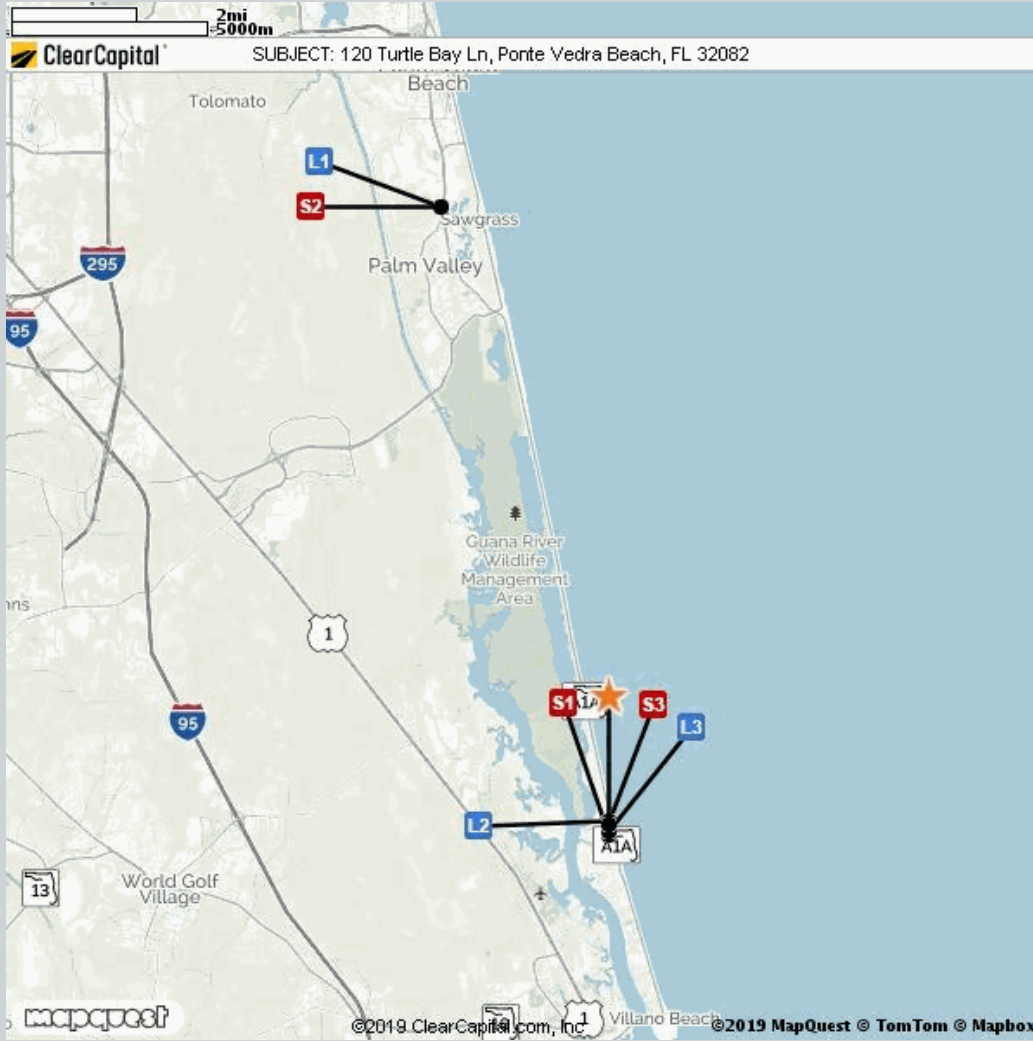 2mi
5000m
ClearCapital
SUBJECT: 120 Turtle Bay Ln, Ponte Vedra Beach, FL 32082
Beach
Tolomato
L1
S2
Sawgrass
295
Palm Valley
95
Guana River
Wildlife
Management
Area
1
S1
A1A
S3
L3
95
L2
A1A
13
World Golf
Village
mapquest
©2019 ClearCapital.com, Inc
1
Villano Beach
©2019 MapQuest © TomTom © Mapbox